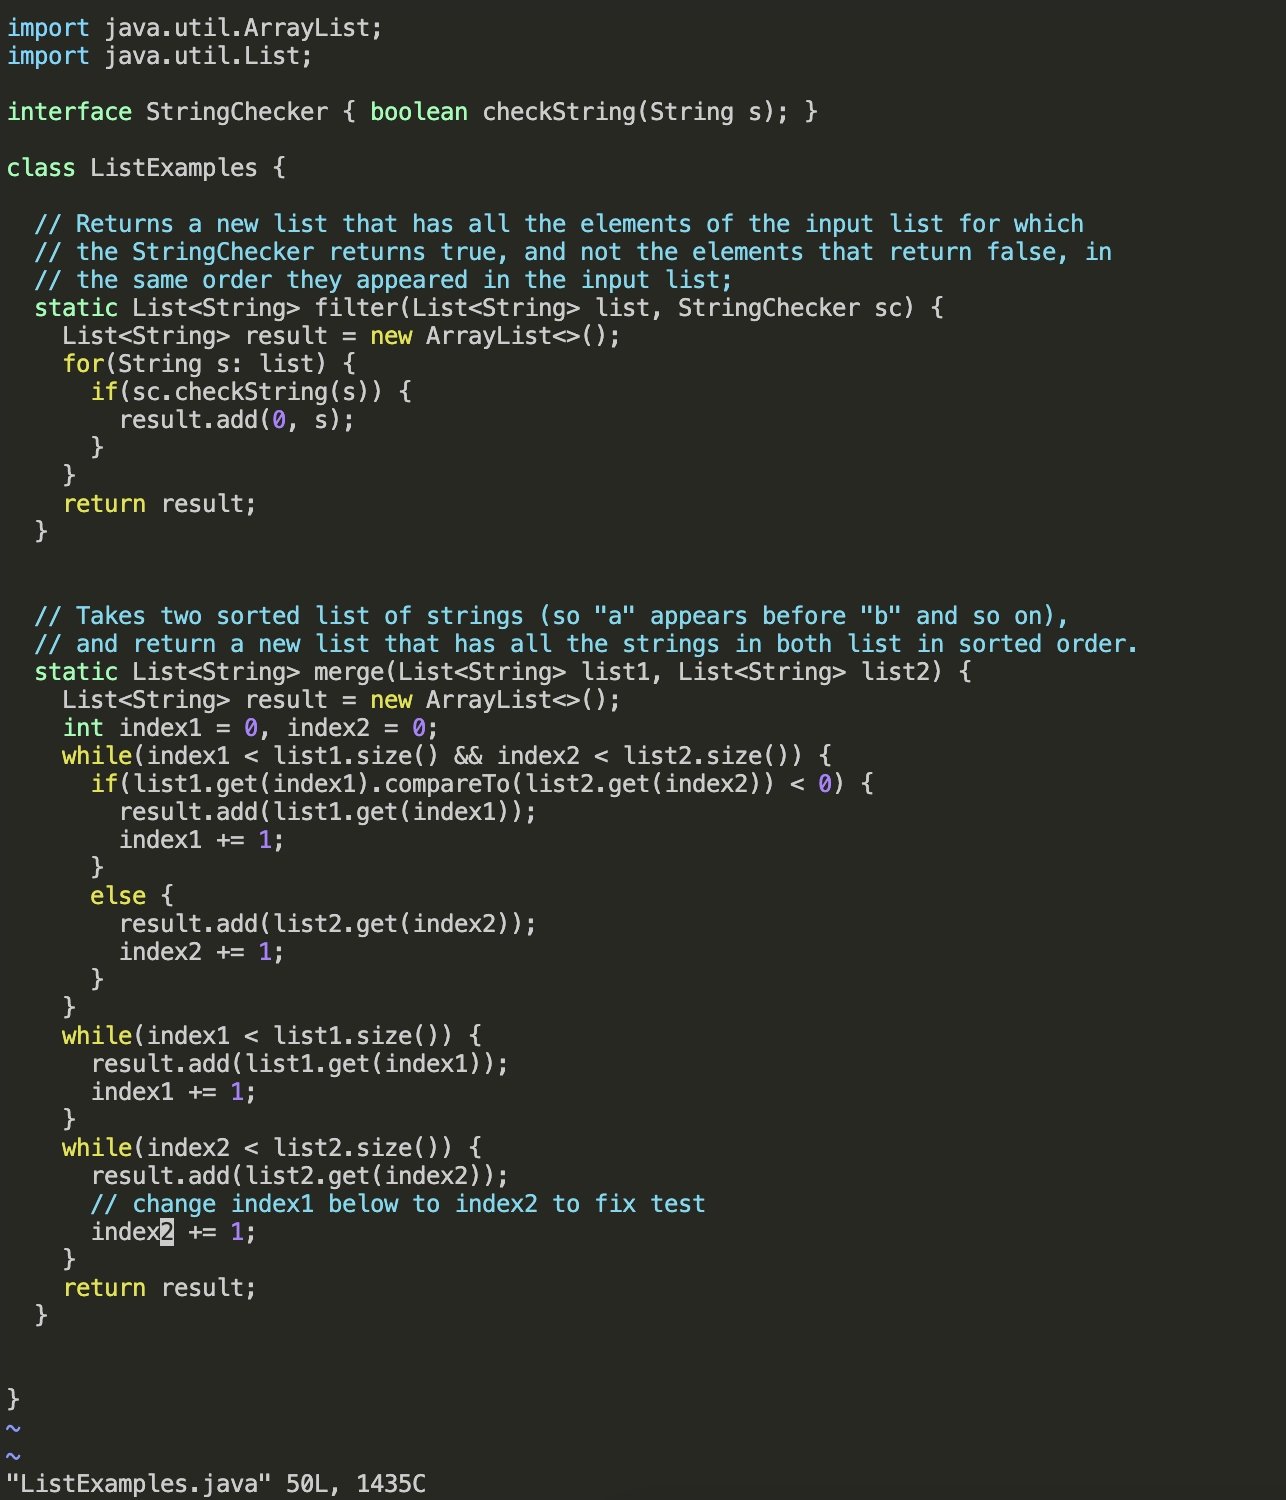 import java.util.ArrayList;
import java.util.List;

interface StringChecker { boolean checkString(String s); }

class ListExamples {

  // Returns a new list that has all the elements of the input list for which
  // the StringChecker returns true, and not the elements that return false, in
  // the same order they appeared in the input list;
  static List<String> filter(List<String> list, StringChecker sc) {
    List<String> result = new ArrayList<>();
    for(String s: list) {
      if(sc.checkString(s)) {
        result.add(0, s);
      }
    }
    return result;
  }


  // Takes two sorted list of strings (so "a" appears before "b" and so on),
  // and return a new list that has all the strings in both list in sorted order.
  static List<String> merge(List<String> list1, List<String> list2) {
    List<String> result = new ArrayList<>();
    int index1 = 0, index2 = 0;
    while(index1 < list1.size() && index2 < list2.size()) {
      if(list1.get(index1).compareTo(list2.get(index2)) < 0) {
        result.add(list1.get(index1));
        index1 += 1;
      }
      else {
        result.add(list2.get(index2));
        index2 += 1;
      }
    }
    while(index1 < list1.size()) {
      result.add(list1.get(index1));
      index1 += 1;
    }
    while(index2 < list2.size()) {
      result.add(list2.get(index2));
      // change index1 below to index2 to fix test
      index2 += 1;
    }
    return result;
  }


}
~
~
"ListExamples.java" 50L, 1435C